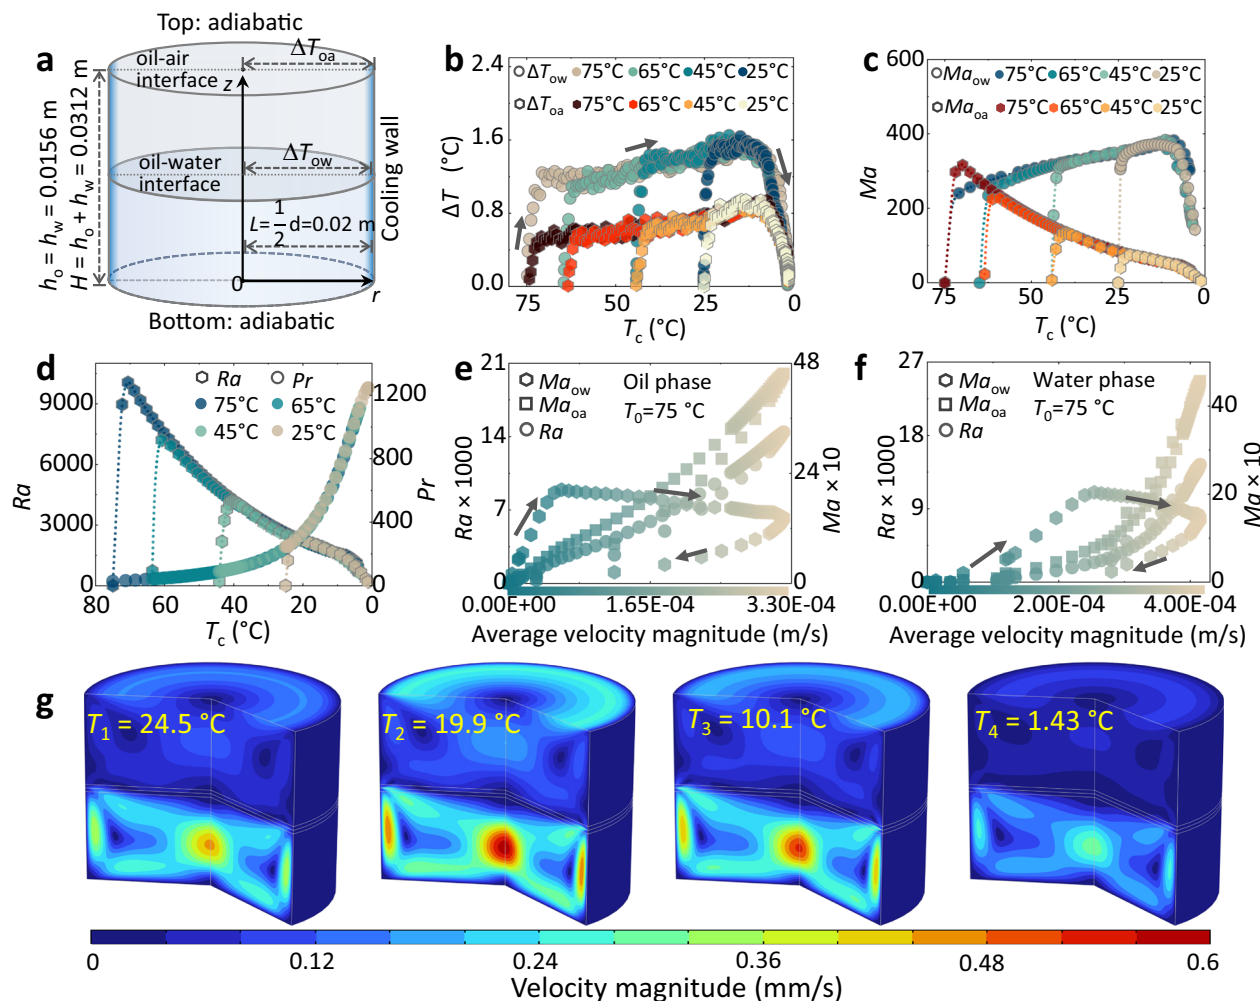 a
Top: adiabatic
oil-air
interface
ΔToa
z
oil-water
interface
ΔTow
L=1/2 d=0.02 m
0
r
Bottom: adiabatic
Cooling wall
ho = hw = 0.0156 m
H = ho + hw = 0.0312 m
b
ΔTow 75°C 65°C 45°C 25°C
ΔToa 75°C 65°C 45°C 25°C
2.4
1.6
0.8
0.0
ΔT (°C)
80 40 0
Tc (°C)
c
Maow 75°C 65°C 45°C 25°C
Maoa 75°C 65°C 45°C 25°C
600
400
200
0
Ma
75 50 25 0
Tc (°C)
d
Ra Pr
75°C 65°C
45°C 25°C
9000
6000
3000
0
Ra
1200
800
400
0
Pr
80 60 40 20 0
Tc (°C)
e
Maow
Maoa
Ra
Oil phase
T0=75 °C
21
14
7
0
Ra × 1000
48
24
0
Ma × 10
0.00E+00 1.65E-04 3.33E-04
Average velocity magnitude (m/s)
f
Maow
Maoa
Ra
Water phase
T0=75 °C
27
18
9
0
Ra × 1000
40
20
0
Ma × 10
0.00E+00 2.00E-04 4.00E-04
Average velocity magnitude (m/s)
g
T1 = 24.5 °C
T2 = 19.9 °C
T3 = 10.1 °C
T4 = 1.43 °C
0 0.12 0.24 0.36 0.48 0.6
Velocity magnitude (mm/s)